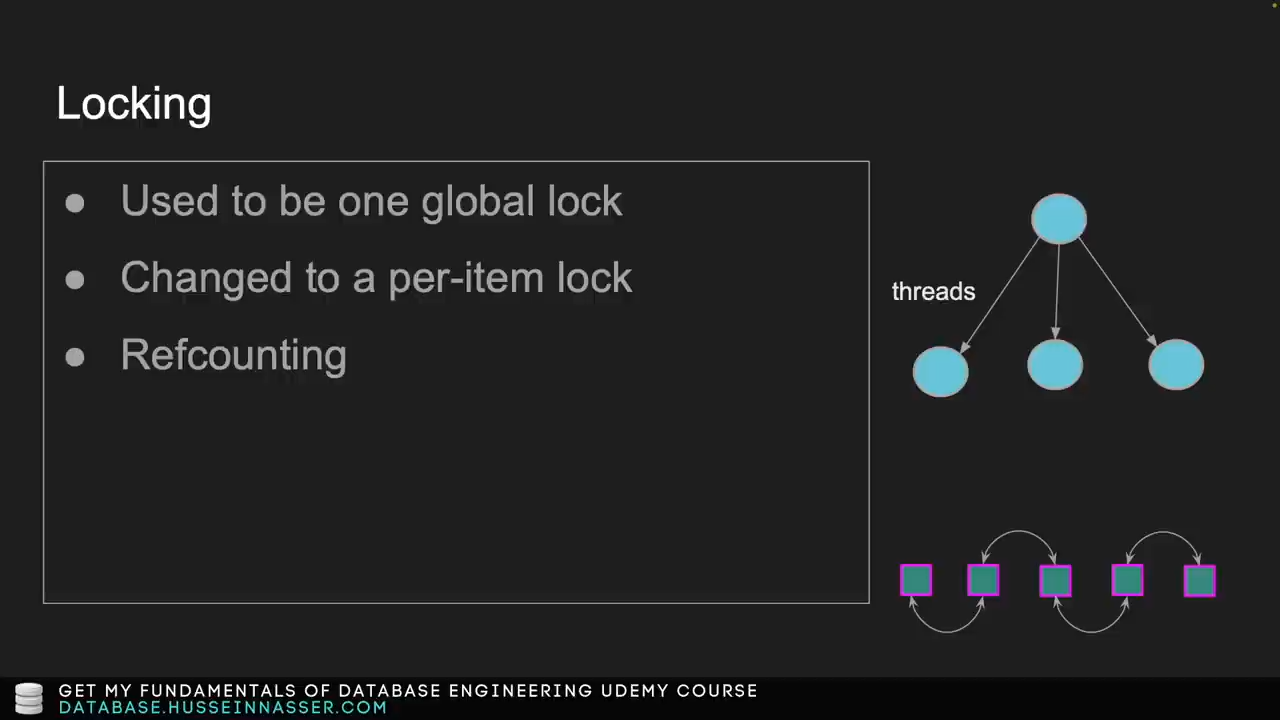 Locking
● Used to be one global lock
● Changed to a per-item lock
● Refcounting
threads
GET MY FUNDAMENTALS OF DATABASE ENGINEERING UDEMY COURSE
DATABASE.HUSSEINNASSER.COM